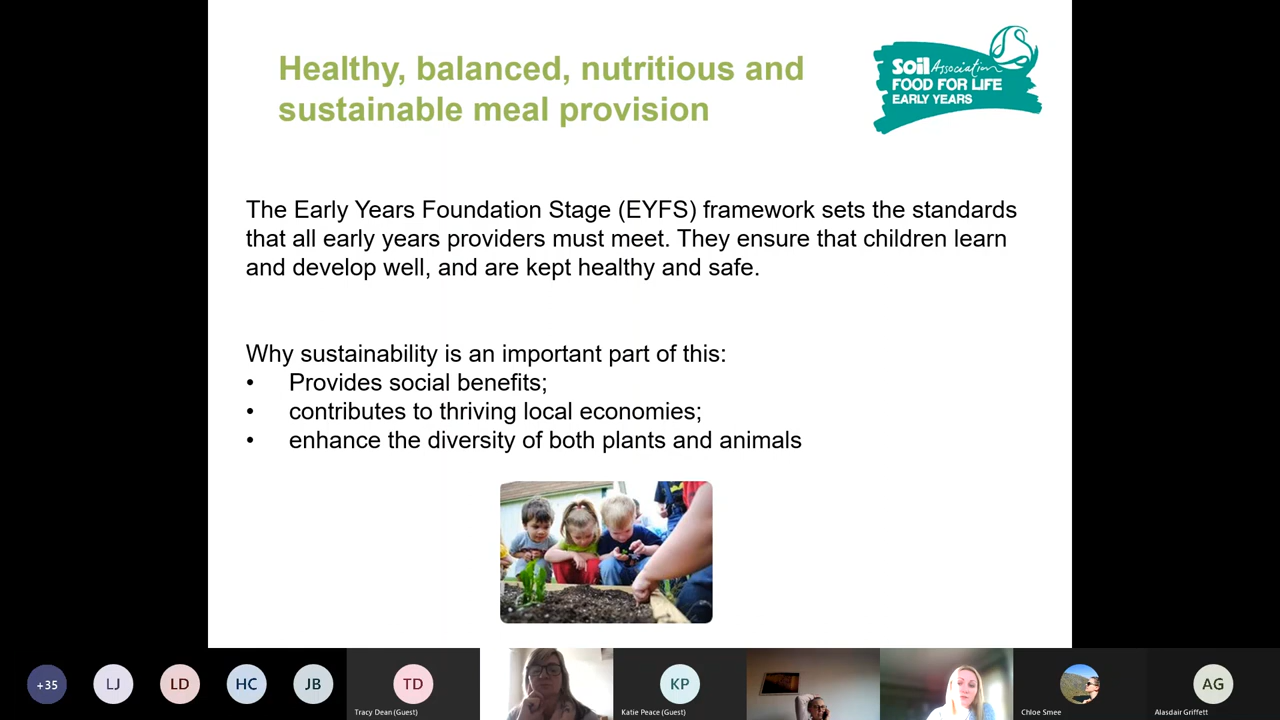 Healthy, balanced, nutritious and
sustainable meal provision
Soil Association
FOOD FOR LIFE
EARLY YEARS
The Early Years Foundation Stage (EYFS) framework sets the standards
that all early years providers must meet. They ensure that children learn
and develop well, and are kept healthy and safe.
Why sustainability is an important part of this:
• Provides social benefits;
• contributes to thriving local economies;
• enhance the diversity of both plants and animals
+35
LJ
LD
HC
JB
TD
Tracy Dean (Guest)
KP
Katie Peace (Guest)
Chloe Smee
AG
Alasdair Griffett